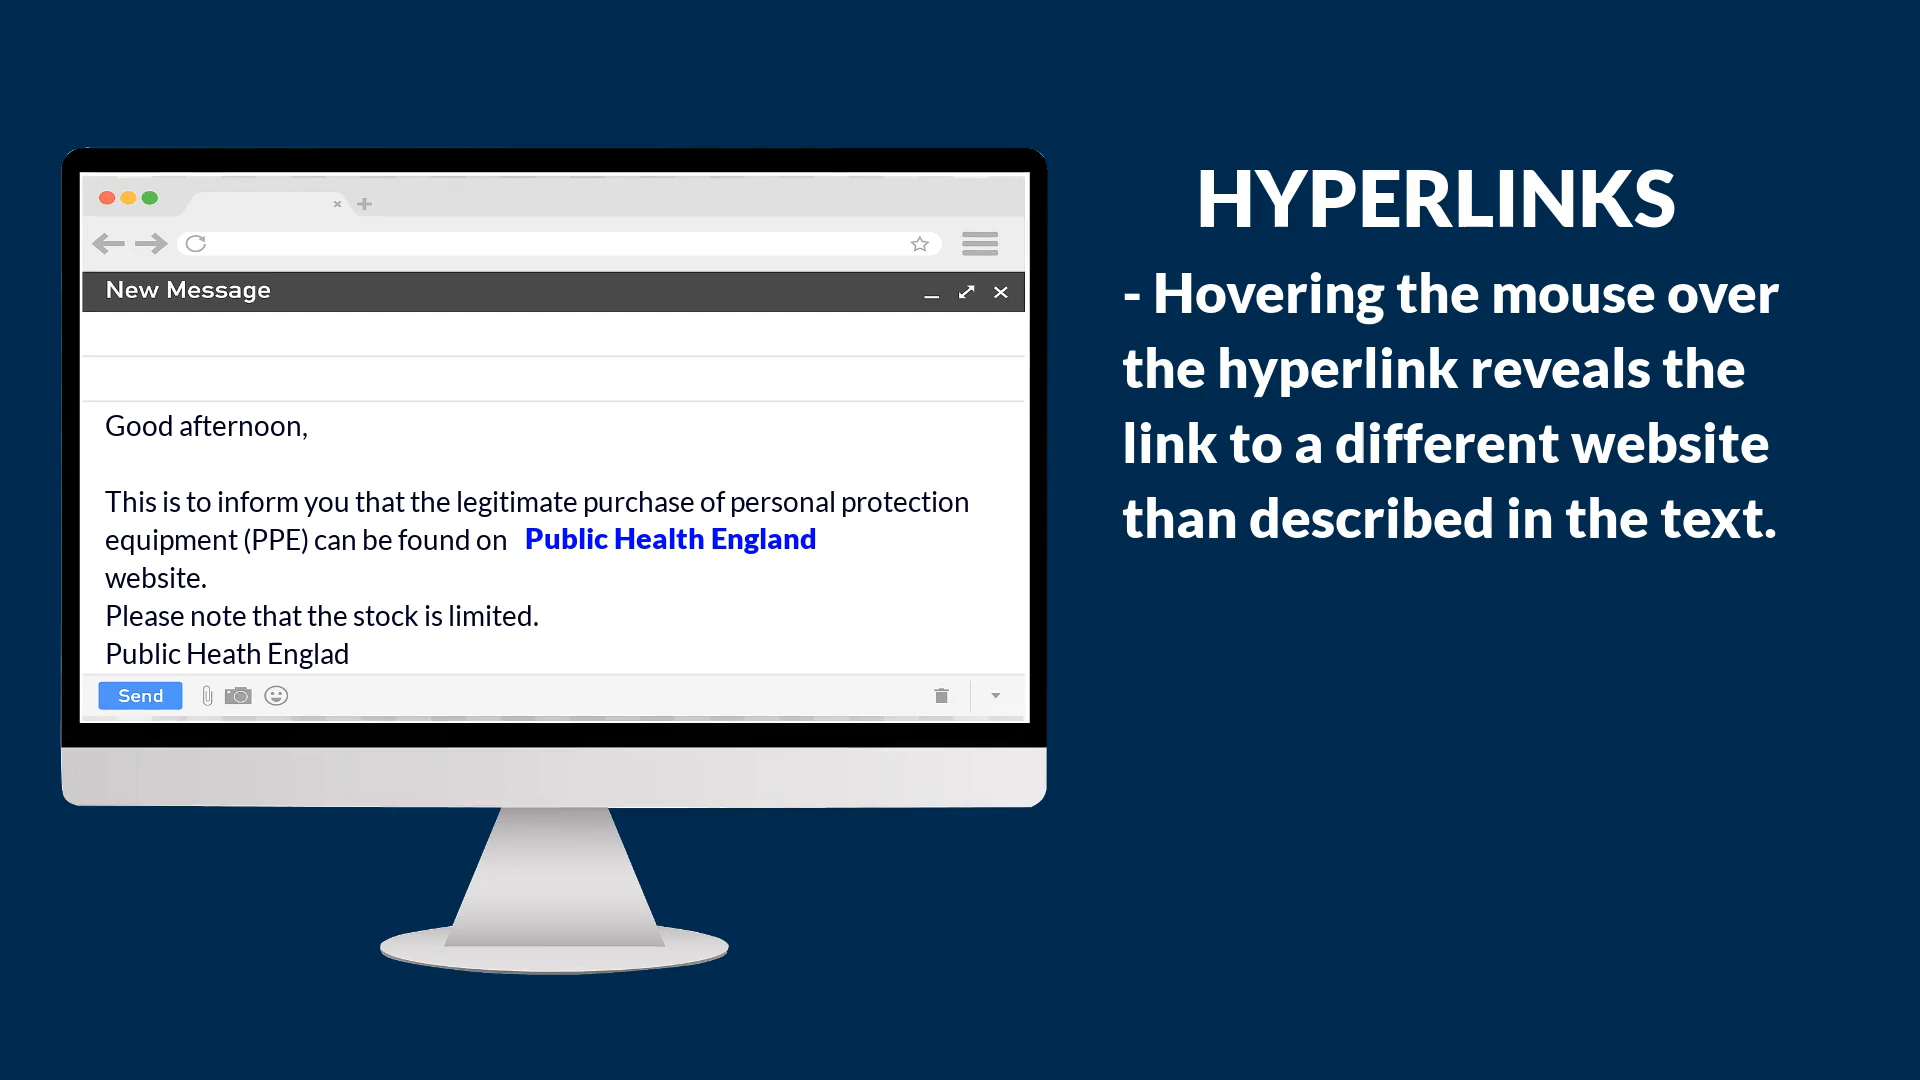 New Message
Good afternoon,
This is to inform you that the legitimate purchase of personal protection
equipment (PPE) can be found on Public Health England
website.
Please note that the stock is limited.
Public Heath Englad
Send
HYPERLINKS
- Hovering the mouse over
the hyperlink reveals the
link to a different website
than described in the text.